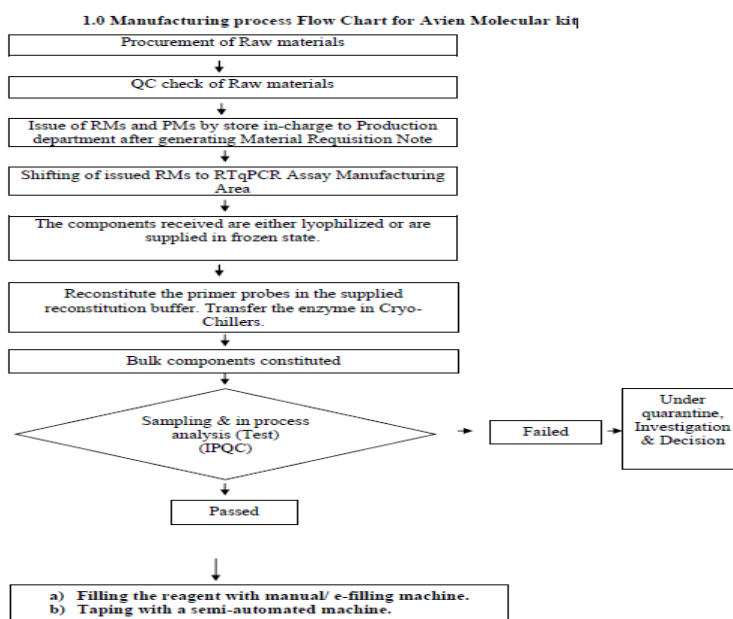 1.0 Manufacturing process Flow Chart for Avien Molecular kit
Procurement of Raw materials
QC check of Raw materials
Issue of RMs and PMs by store in-charge to Production
department after generating Material Requisition Note
Shifting of issued RMs to RTqPCR Assay Manufacturing
Area
The components received are either lyophilized or are
supplied in frozen state.
Reconstitute the primer probes in the supplied
reconstitution buffer. Transfer the enzyme in Cryo-
Chillers.
Bulk components constituted
Sampling & in process
analysis (Test)
(IPQC)
Failed
Under
quarantine,
Investigation
& Decision
Passed
a) Filling the reagent with manual/ e-filling machine.
b) Taping with a semi-automated machine.